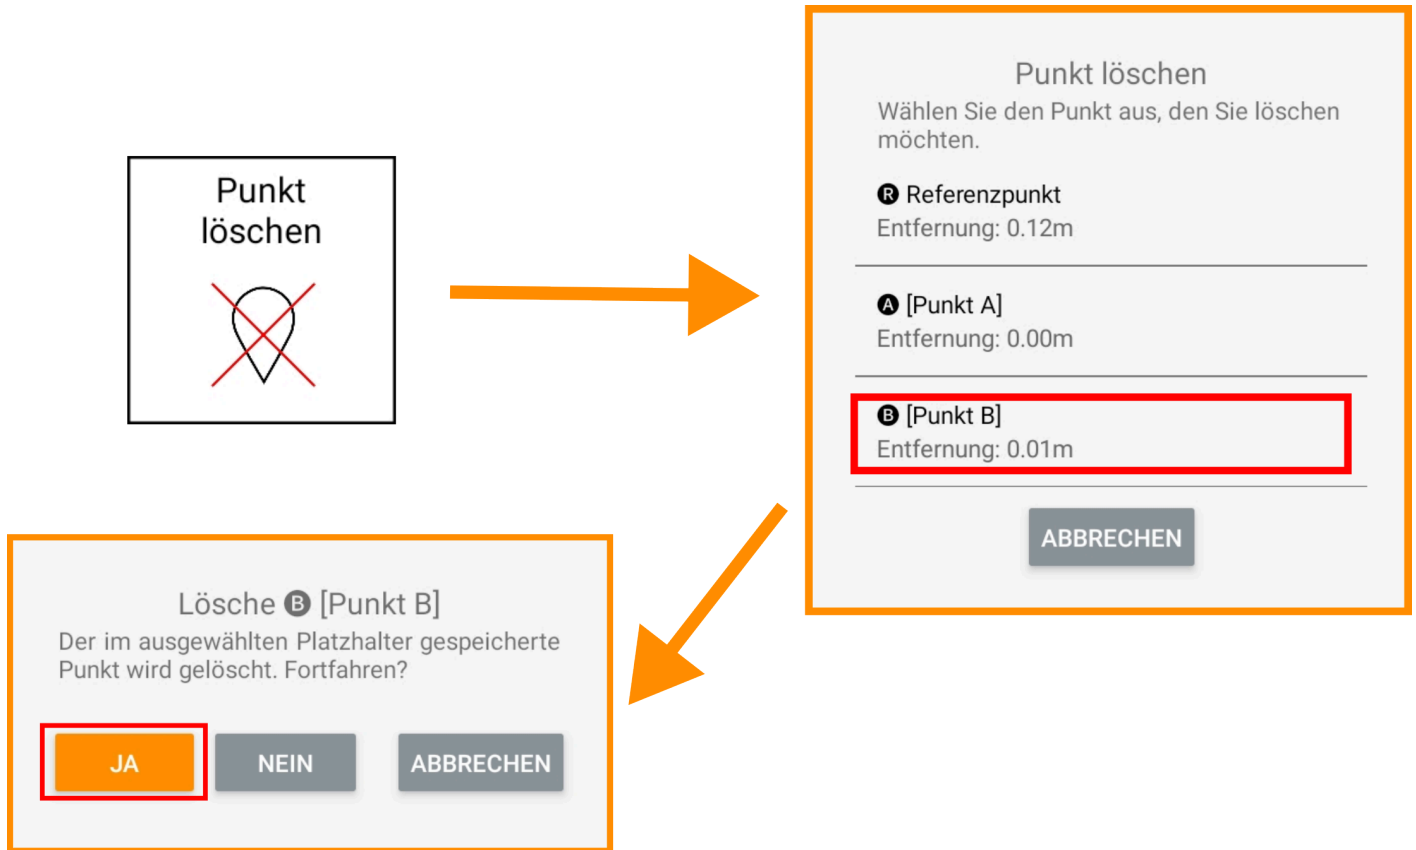 Punkt
löschen
Punkt löschen
Wählen Sie den Punkt aus, den Sie löschen
möchten.
🅡 Referenzpunkt
Entfernung: 0.12m
🅐 [Punkt A]
Entfernung: 0.00m
🅑 [Punkt B]
Entfernung: 0.01m
ABBRECHEN
Lösche 🅑 [Punkt B]
Der im ausgewählten Platzhalter gespeicherte
Punkt wird gelöscht. Fortfahren?
JA NEIN ABBRECHEN